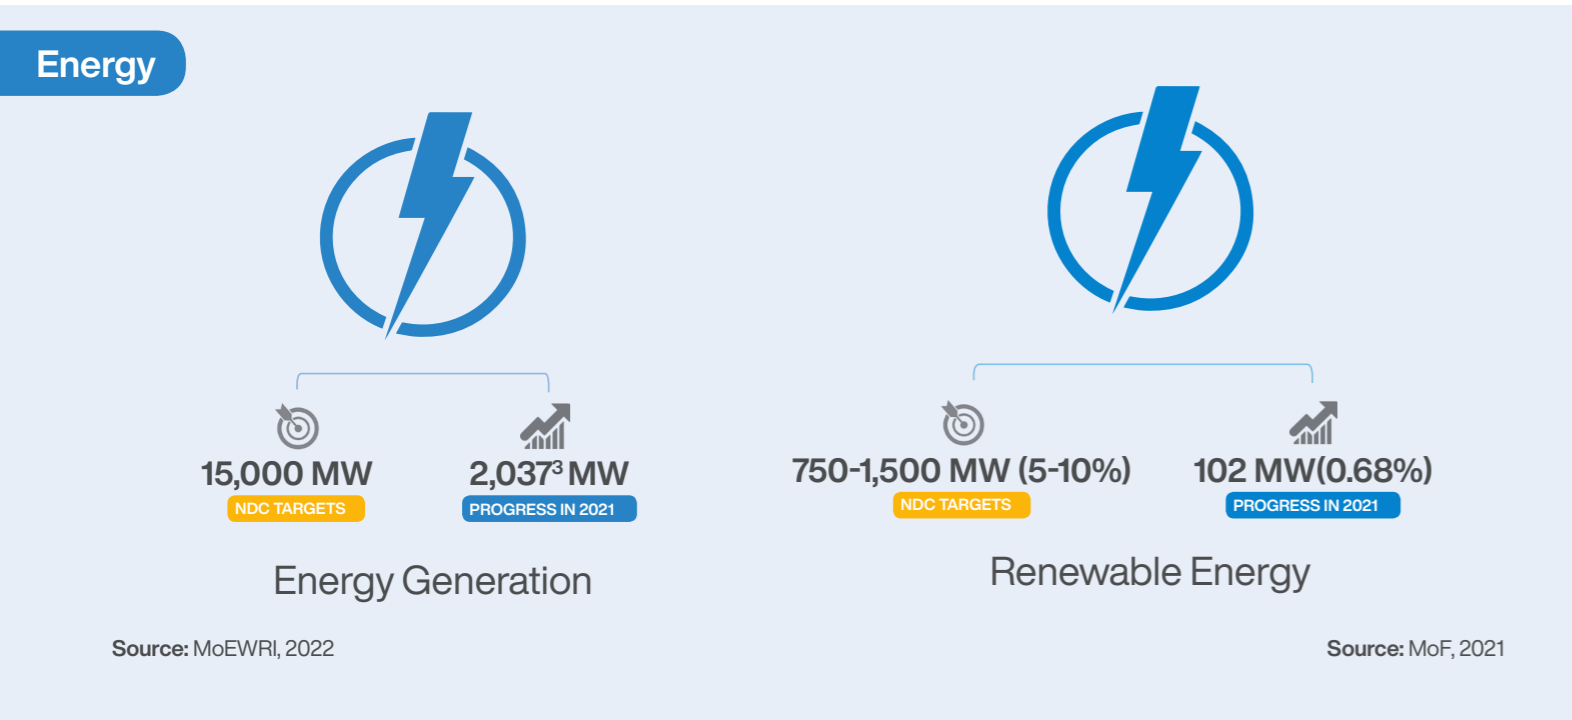 Energy
15,000 MW
NDC TARGETS
2,037³ MW
PROGRESS IN 2021
Energy Generation
Source: MoEWRI, 2022
750-1,500 MW (5-10%)
NDC TARGETS
102 MW(0.68%)
PROGRESS IN 2021
Renewable Energy
Source: MoF, 2021